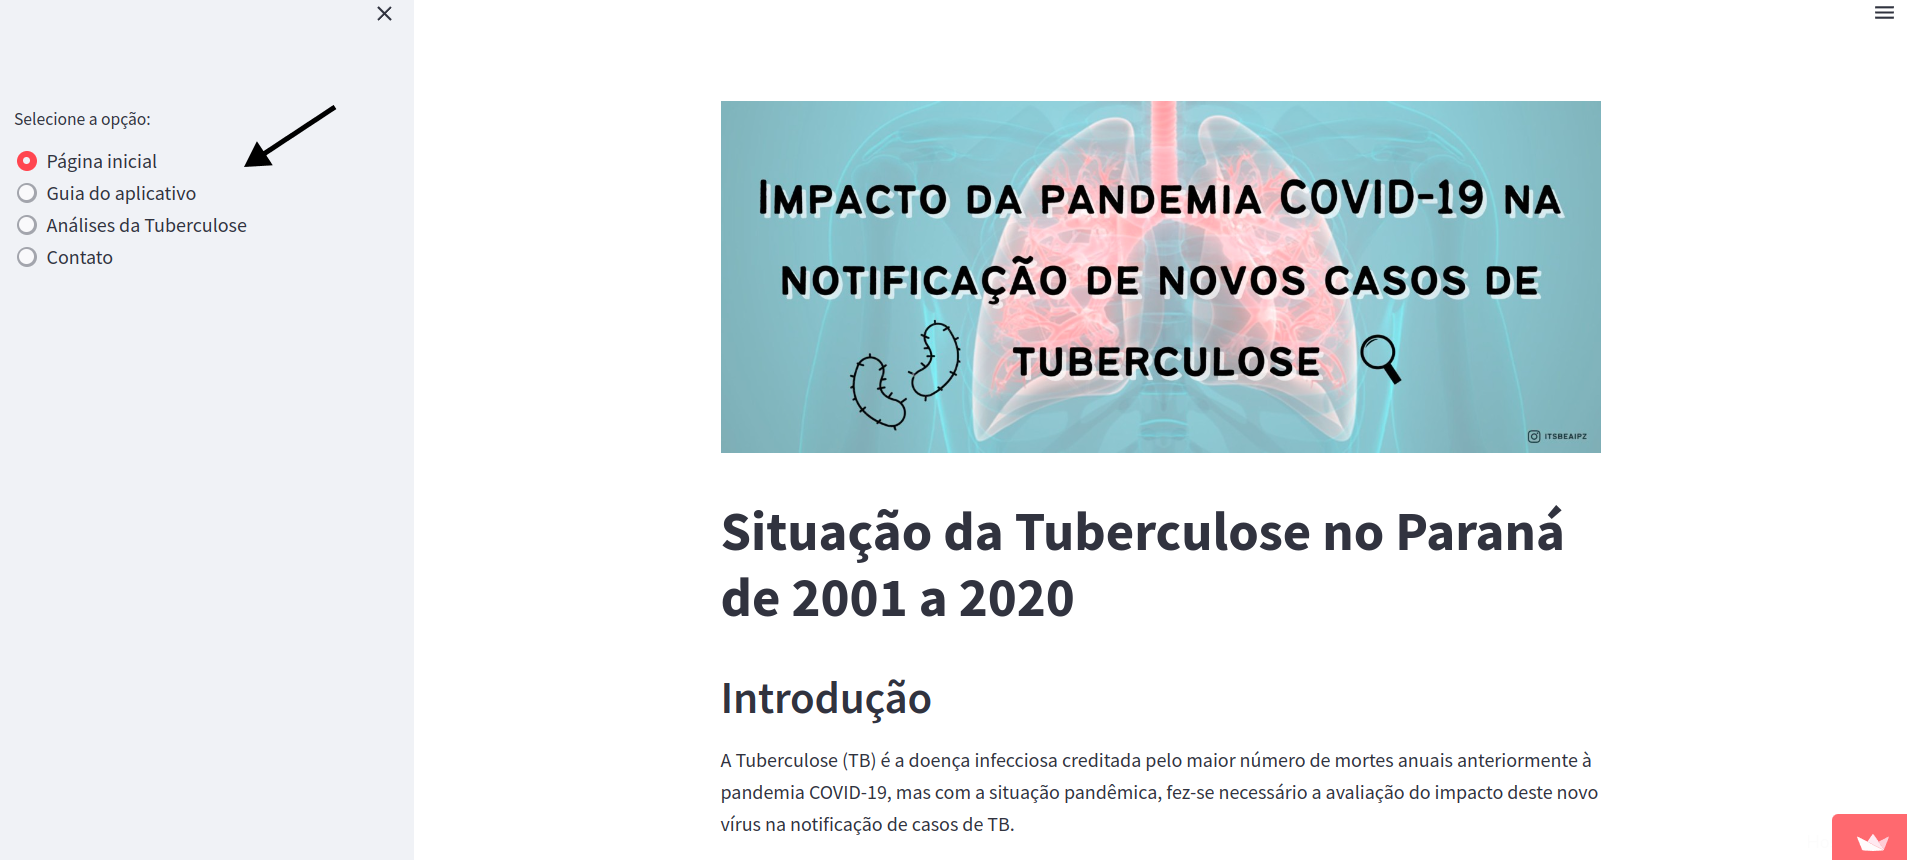 Selecione a opção:
Página inicial
Guia do aplicativo
Análises da Tuberculose
Contato
IMPACTO DA PANDEMIA COVID-19 NA
NOTIFICAÇÃO DE NOVOS CASOS DE
TUBERCULOSE
ITSBEAIPZ
Situação da Tuberculose no Paraná
de 2001 a 2020
Introdução
A Tuberculose (TB) é a doença infecciosa creditada pelo maior número de mortes anuais anteriormente à
pandemia COVID-19, mas com a situação pandêmica, fez-se necessário a avaliação do impacto deste novo
vírus na notificação de casos de TB.